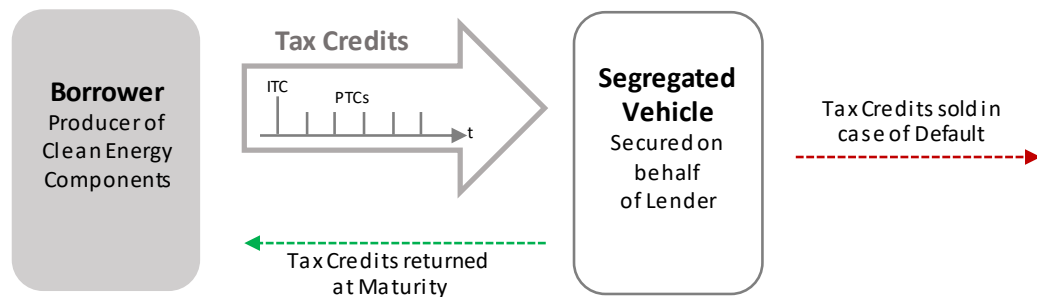 Borrower
Producer of
Clean Energy
Components
Tax Credits
ITC
PTCs
t
Tax Credits returned
at Maturity
Segregated
Vehicle
Secured on
behalf
of Lender
Tax Credits sold in
case of Default